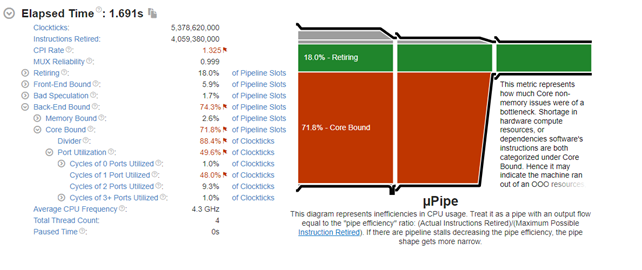 Elapsed Time ?: 1.691s
Clockticks: 5,378,620,000
Instructions Retired: 4,059,380,000
CPI Rate ?: 1.325
MUX Reliability ?: 0.999
Retiring ?: 18.0% of Pipeline Slots
Front-End Bound ?: 5.9% of Pipeline Slots
Bad Speculation ?: 1.7% of Pipeline Slots
Back-End Bound ?: 74.3% of Pipeline Slots
Memory Bound ?: 2.6% of Pipeline Slots
Core Bound ?: 71.8% of Pipeline Slots
Divider ?: 88.4% of Clockticks
Port Utilization ?: 49.6% of Clockticks
Cycles of 0 Ports Utilized ?: 1.0% of Clockticks
Cycles of 1 Port Utilized ?: 48.0% of Clockticks
Cycles of 2 Ports Utilized ?: 9.3% of Clockticks
Cycles of 3+ Ports Utilized ?: 1.0% of Clockticks
Average CPU Frequency ?: 4.3 GHz
Total Thread Count: 4
Paused Time ?: 0s
18.0% - Retiring
71.8% - Core Bound
This metric represents
how much Core non-
memory issues were of a
bottleneck. Shortage in
hardware compute
resources, or
dependencies software's
instructions are both
categorized under Core
Bound. Hence it may
indicate the machine ran
out of an OOO resources
µPipe
This diagram represents inefficiencies in CPU usage. Treat it as a pipe with an output flow
equal to the "pipe efficiency" ratio: (Actual Instructions Retired)/(Maximum Possible
Instruction Retired). If there are pipeline stalls decreasing the pipe efficiency, the pipe
shape gets more narrow.